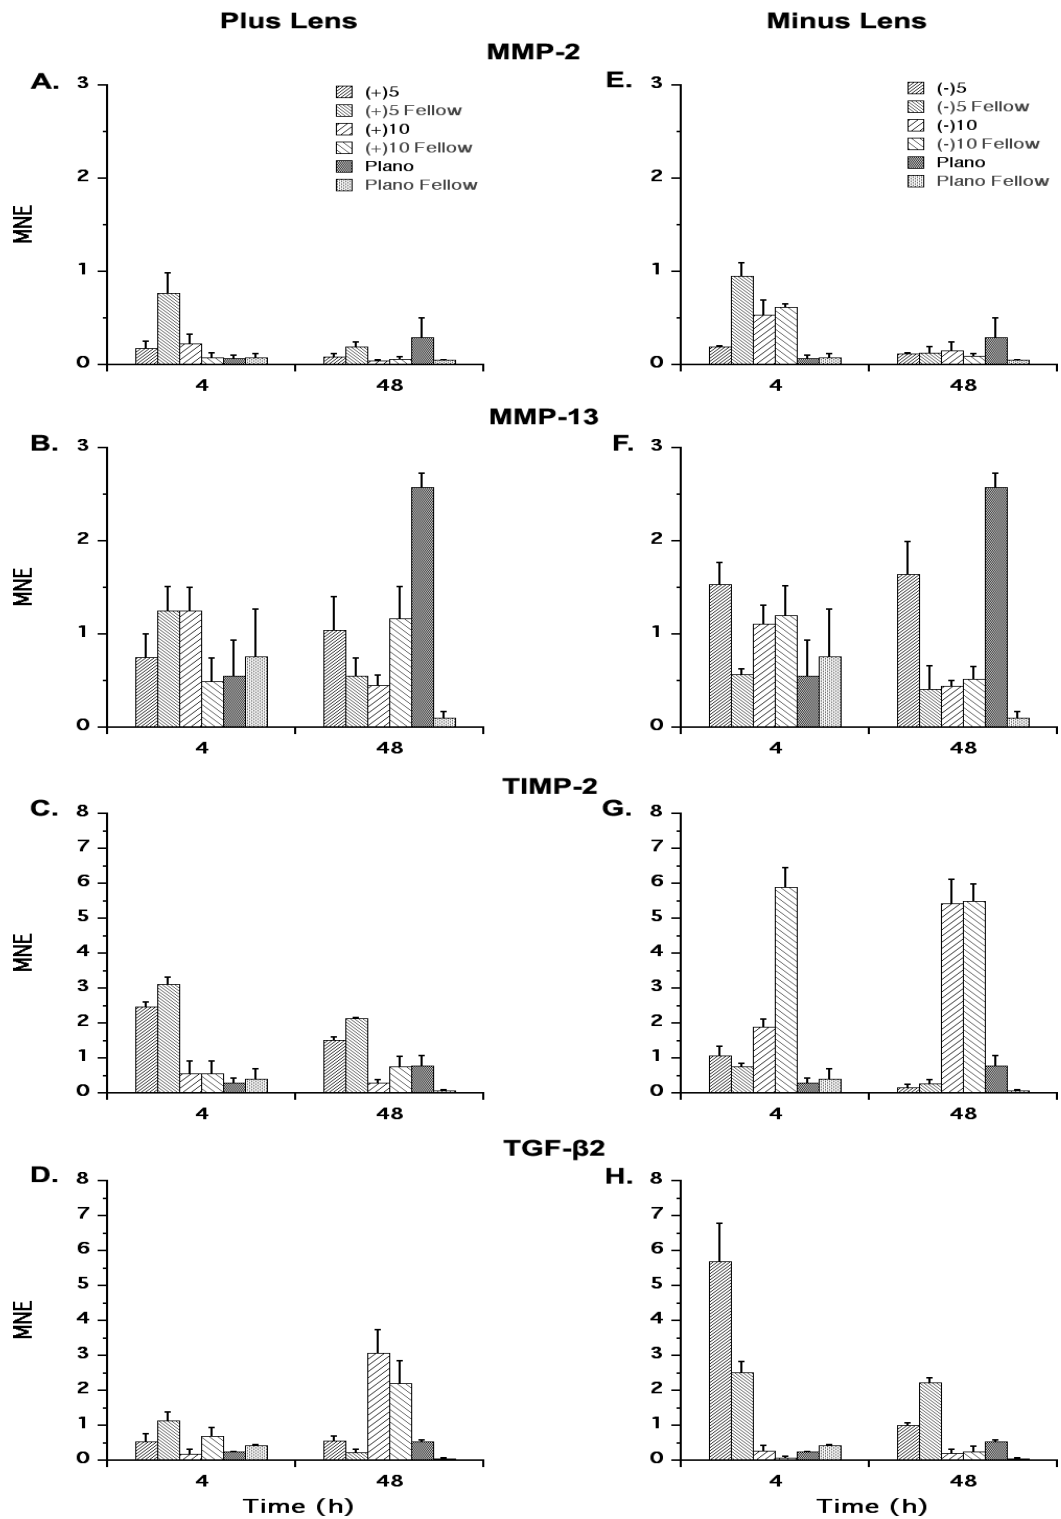 Plus Lens Minus Lens
MMP-2
A. E.
3
2
1
0
MNE
(+)5
(+)5 Fellow
(+)10
(+)10 Fellow
Plano
Plano Fellow
4 48
3
2
1
0
(-)5
(-)5 Fellow
(-)10
(-)10 Fellow
Plano
Plano Fellow
4 48
MMP-13
B. F.
3
2
1
0
MNE
4 48
3
2
1
0
4 48
TIMP-2
C. G.
8
7
6
5
4
3
2
1
0
MNE
4 48
8
7
6
5
4
3
2
1
0
4 48
TGF-β2
D. H.
8
7
6
5
4
3
2
1
0
MNE
4 48
Time (h)
8
7
6
5
4
3
2
1
0
4 48
Time (h)